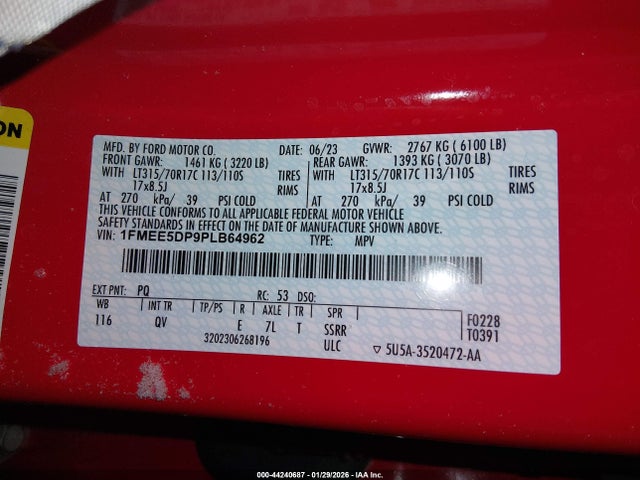 ON
MFD. BY FORD MOTOR CO. DATE: 06/23 GVWR: 2767 KG ( 6100 LB)
FRONT GAWR: 1461 KG ( 3220 LB) REAR GAWR: 1393 KG ( 3070 LB)
WITH LT315/70R17C 113/110S TIRES WITH LT315/70R17C 113/110S TIRES
17x8.5J RIMS 17x8.5J RIMS
AT 270 kPa/ 39 PSI COLD AT 270 kPa/ 39 PSI COLD
THIS VEHICLE CONFORMS TO ALL APPLICABLE FEDERAL MOTOR VEHICLE
SAFETY STANDARDS IN EFFECT ON THE DATE OF MANUFACTURE SHOWN ABOVE.
VIN: 1FMEE5DP9PLB64962 TYPE: MPV
EXT PNT: PQ RC: 53 DSO:
WB INT TR TP/PS R AXLE TR SPR
116 QV E 7L T SSRR
3202306268196 ULC
F0228
T0391
▽ 5U5A-3520472-AA
000-44240687 - 01/29/2026 - IAA Inc.